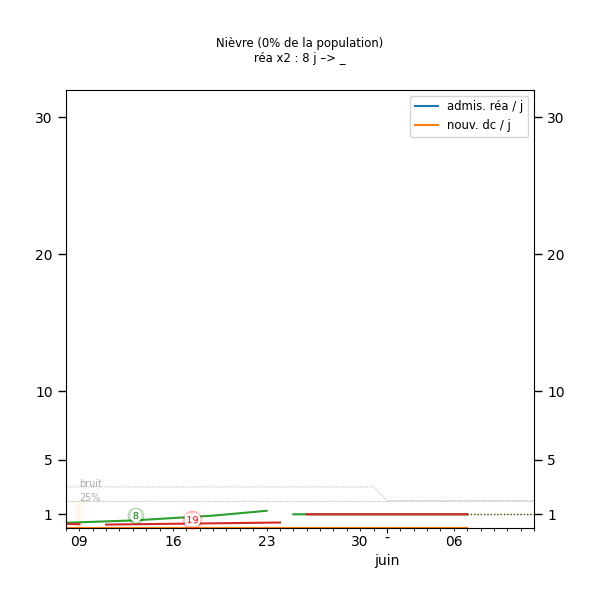 Nièvre (0% de la population)
réa x2 : 8 j –> _
admis. réa / j
nouv. dc / j
30 30
20 20
10 10
5 5
bruit
25%
8 19
1 1
09 16 23 30 - 06
juin